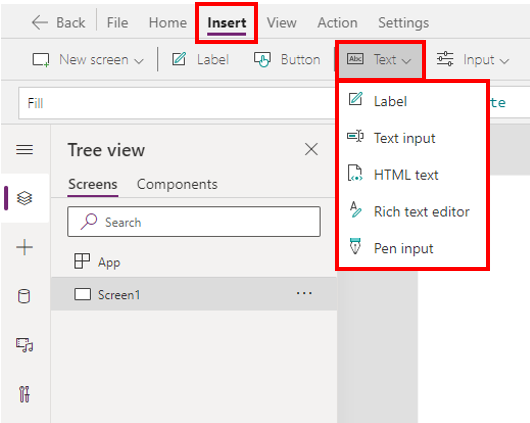 Back File Home Insert View Action Settings
New screen Label Button Abc Text Input
Fill te
Tree view
Label
Text input
Screens Components
HTML text
Search
Rich text editor
App
Pen input
Screen1